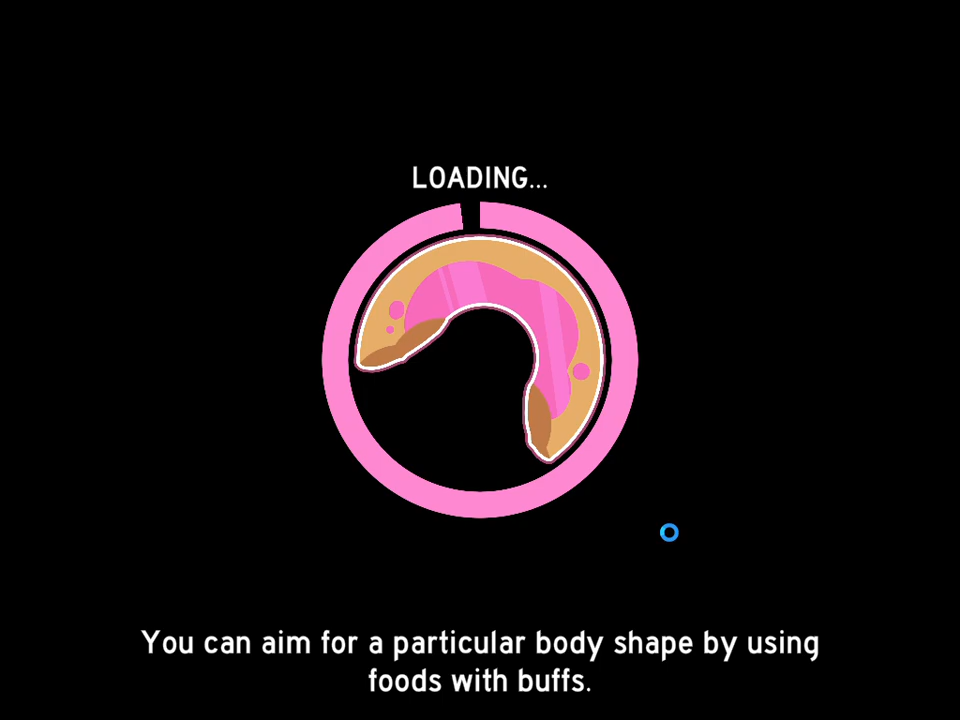 LOADING...
You can aim for a particular body shape by using
foods with buffs.